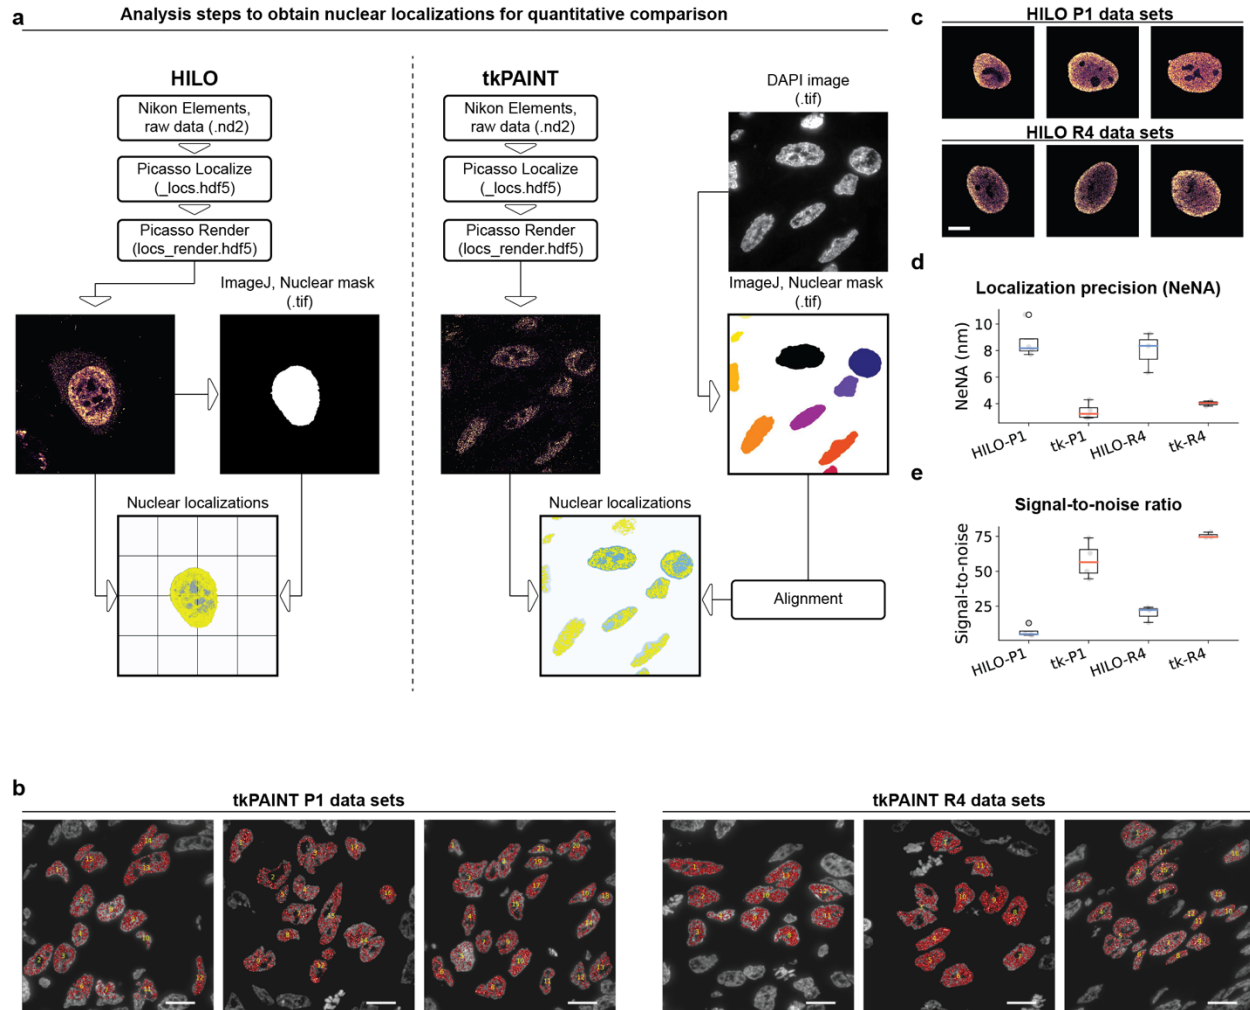 a
Analysis steps to obtain nuclear localizations for quantitative comparison
HILO
Nikon Elements,
raw data (.nd2)
Picasso Localize
(_locs.hdf5)
Picasso Render
(locs_render.hdf5)
ImageJ, Nuclear mask
(.tif)
Nuclear localizations
tkPAINT
Nikon Elements,
raw data (.nd2)
Picasso Localize
(_locs.hdf5)
Picasso Render
(locs_render.hdf5)
DAPI image
(.tif)
ImageJ, Nuclear mask
(.tif)
Nuclear localizations
Alignment
c
HILO P1 data sets
HILO R4 data sets
d
Localization precision (NeNA)
NeNA (nm)
10
8
6
4
HILO-P1
tk-P1
HILO-R4
tk-R4
e
Signal-to-noise ratio
Signal-to-noise
75
50
25
HILO-P1
tk-P1
HILO-R4
tk-R4
b
tkPAINT P1 data sets
tkPAINT R4 data sets